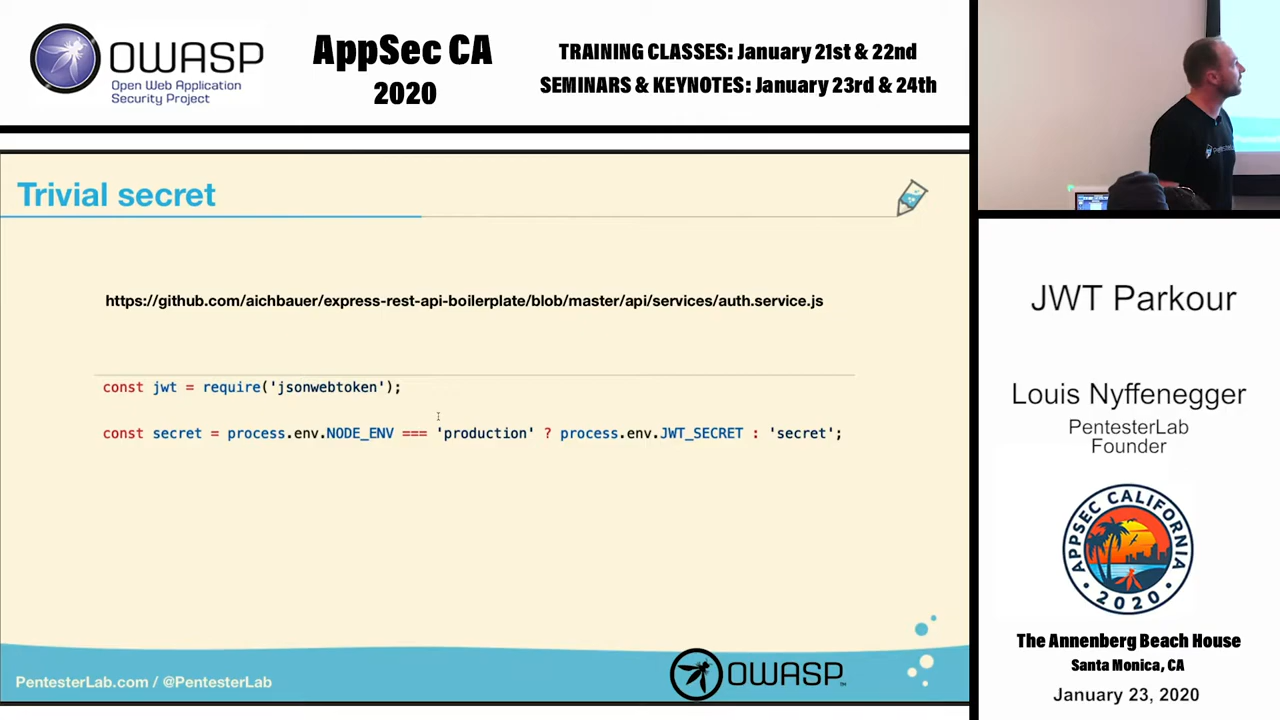 OWASP
Open Web Application
Security Project
AppSec CA
2020
TRAINING CLASSES: January 21st & 22nd
SEMINARS & KEYNOTES: January 23rd & 24th
Trivial secret
https://github.com/aichbauer/express-rest-api-boilerplate/blob/master/api/services/auth.service.js
const jwt = require('jsonwebtoken');
const secret = process.env.NODE_ENV === 'production' ? process.env.JWT_SECRET : 'secret';
PentesterLab.com / @PentesterLab
OWASP
TM
JWT Parkour
Louis Nyffenegger
PentesterLab
Founder
APPSEC CALIFORNIA
2020
The Annenberg Beach House
Santa Monica, CA
January 23, 2020